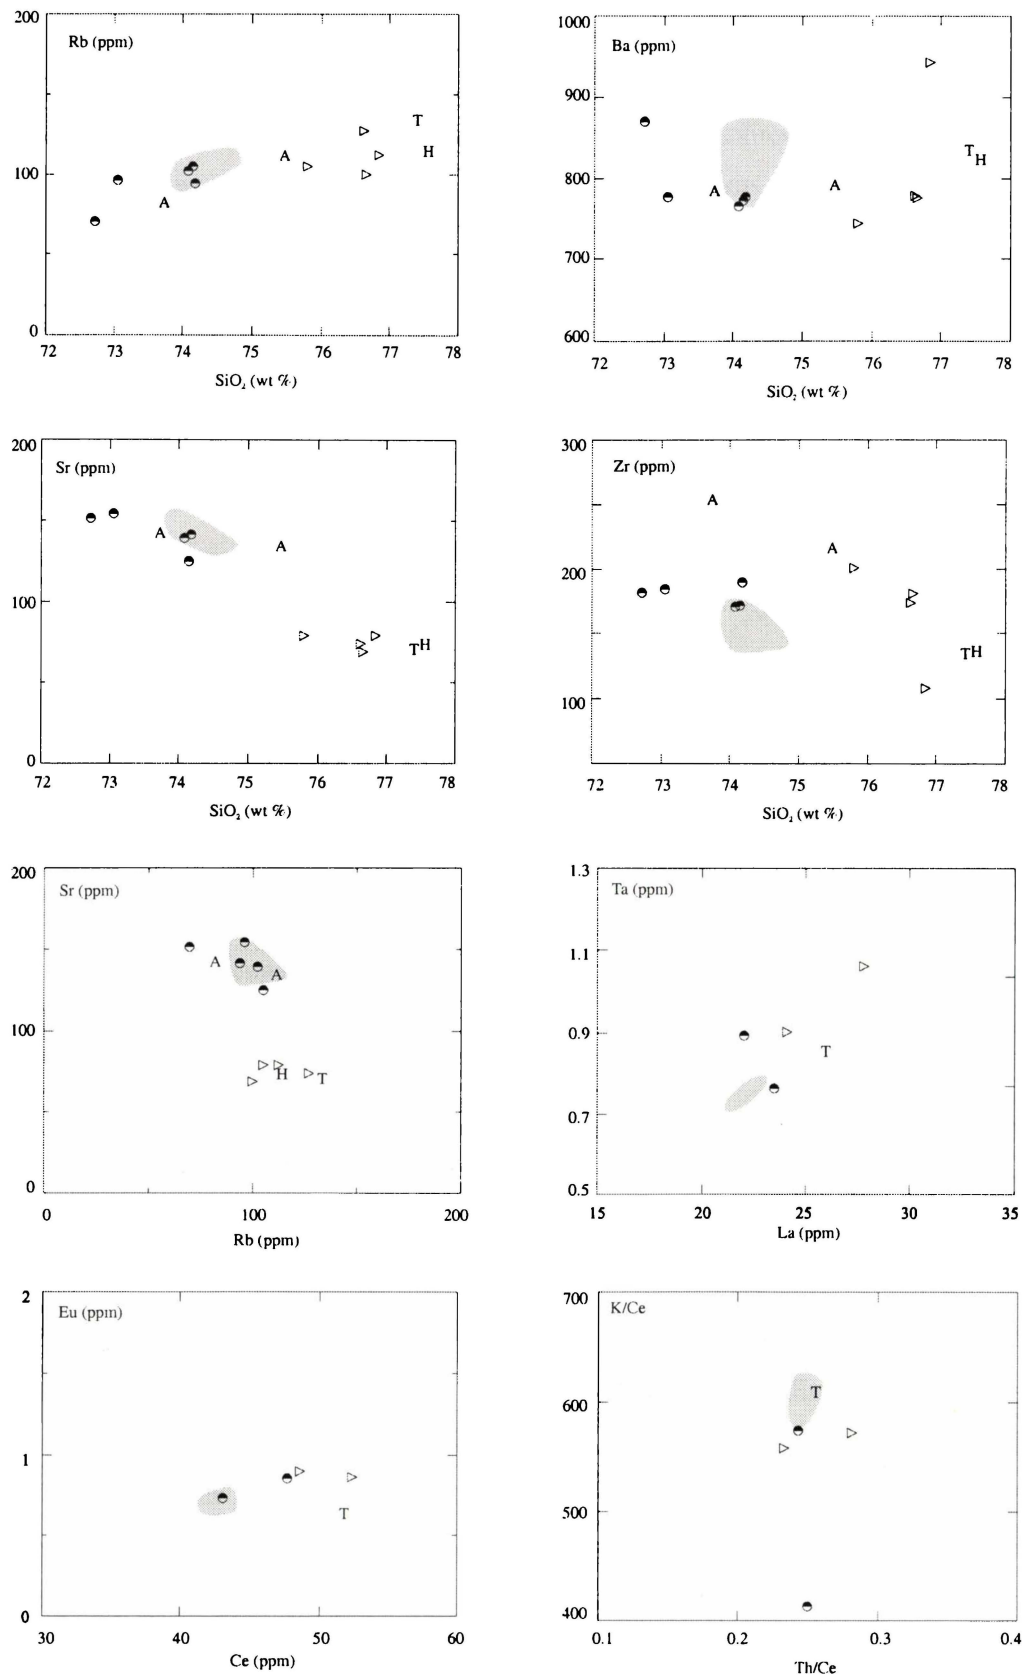 200
Rb (ppm)
T
A
H
100
A
0
72 73 74 75 76 77 78
SiO₂ (wt %)
1000
Ba (ppm)
900
T
H
800
A
A
700
600
72 73 74 75 76 77 78
SiO₂ (wt %)
200
Sr (ppm)
A
A
100
T H
0
72 73 74 75 76 77 78
SiO₂ (wt %)
300
Zr (ppm)
A
A
200
T H
100
72 73 74 75 76 77 78
SiO₂ (wt %)
200
Sr (ppm)
A
A
100
H
T
0
0 100 200
Rb (ppm)
1.3
Ta (ppm)
1.1
0.9
T
0.7
0.5
15 20 25 30 35
La (ppm)
2
Eu (ppm)
1
T
0
30 40 50 60
Ce (ppm)
700
K/Ce
T
600
500
400
0.1 0.2 0.3 0.4
Th/Ce